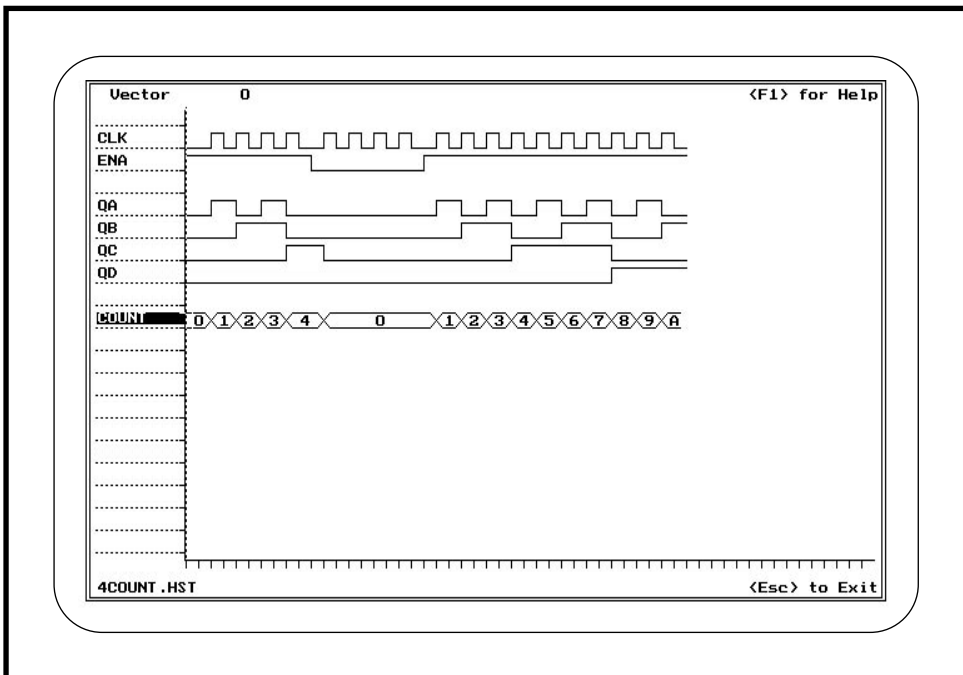 Vector 0 <F1> for Help
CLK
ENA
QA
QB
QC
QD
COUNT 0 1 2 3 4 0 1 2 3 4 5 6 7 8 9 A
4COUNT.HST <Esc> to Exit